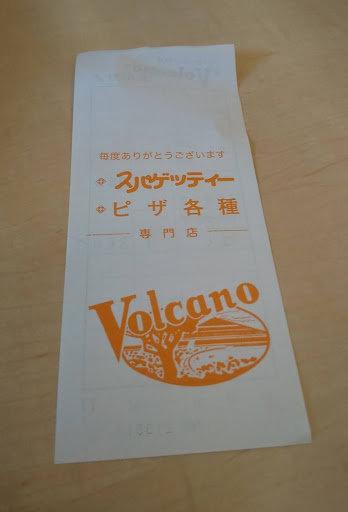 毎度ありがとうございます
スパゲッティー
ピザ各種
専門店
Volcano